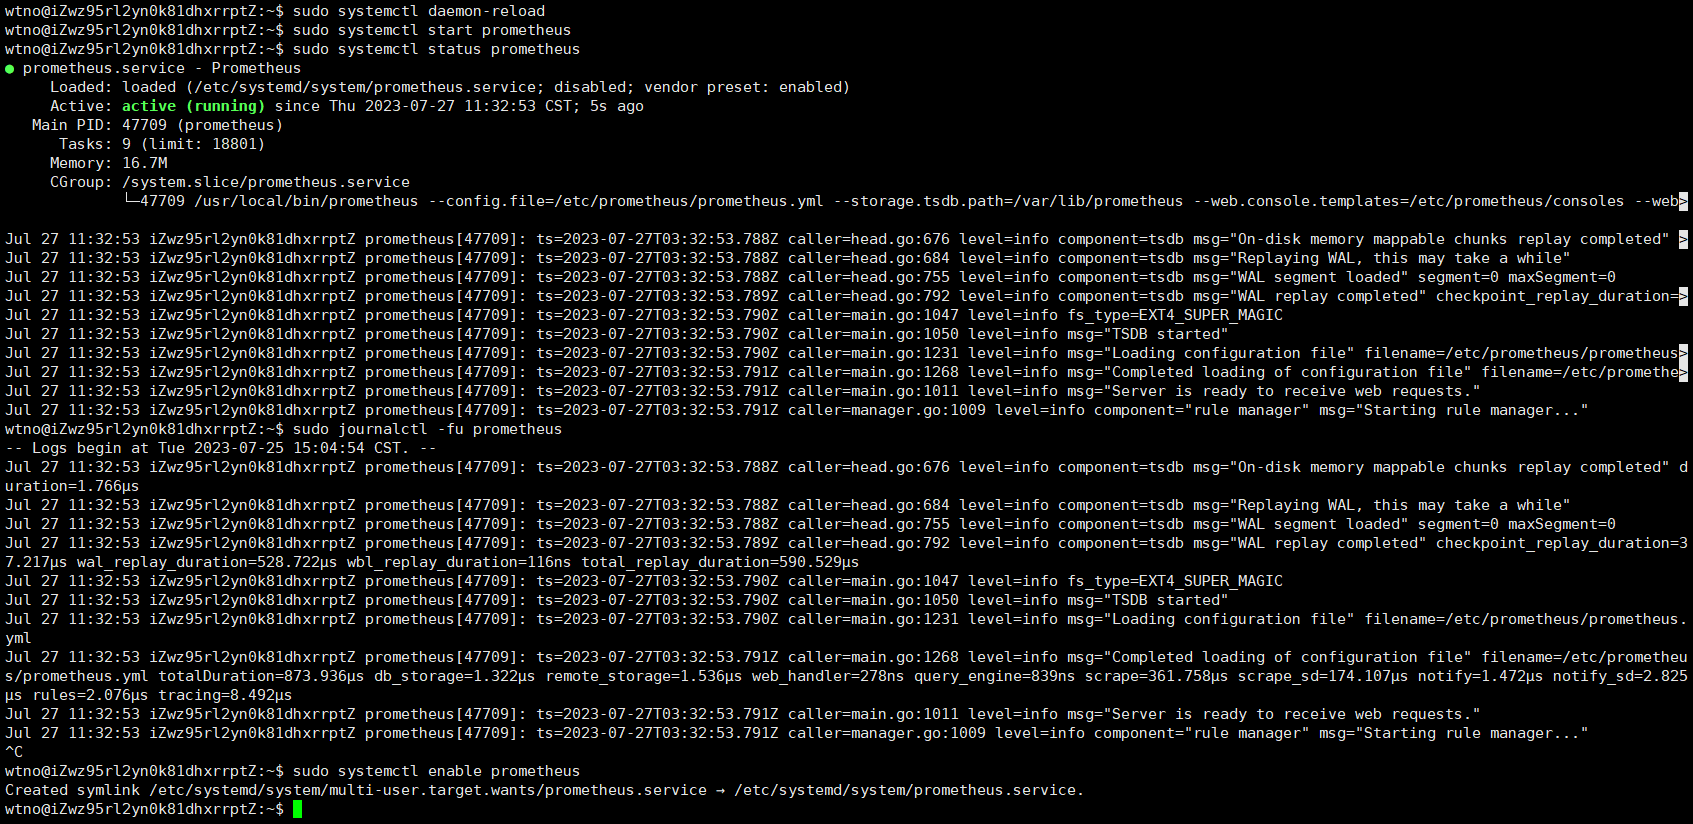 wtno@iZwz95rl2yn0k81dhxrrptZ:~$ sudo systemctl daemon-reload
wtno@iZwz95rl2yn0k81dhxrrptZ:~$ sudo systemctl start prometheus
wtno@iZwz95rl2yn0k81dhxrrptZ:~$ sudo systemctl status prometheus
● prometheus.service - Prometheus
     Loaded: loaded (/etc/systemd/system/prometheus.service; disabled; vendor preset: enabled)
     Active: active (running) since Thu 2023-07-27 11:32:53 CST; 5s ago
   Main PID: 47709 (prometheus)
      Tasks: 9 (limit: 18801)
     Memory: 16.7M
     CGroup: /system.slice/prometheus.service
             └─47709 /usr/local/bin/prometheus --config.file=/etc/prometheus/prometheus.yml --storage.tsdb.path=/var/lib/prometheus --web.console.templates=/etc/prometheus/consoles --web>

Jul 27 11:32:53 iZwz95rl2yn0k81dhxrrptZ prometheus[47709]: ts=2023-07-27T03:32:53.788Z caller=head.go:676 level=info component=tsdb msg="On-disk memory mappable chunks replay completed" >
Jul 27 11:32:53 iZwz95rl2yn0k81dhxrrptZ prometheus[47709]: ts=2023-07-27T03:32:53.788Z caller=head.go:684 level=info component=tsdb msg="Replaying WAL, this may take a while"
Jul 27 11:32:53 iZwz95rl2yn0k81dhxrrptZ prometheus[47709]: ts=2023-07-27T03:32:53.788Z caller=head.go:755 level=info component=tsdb msg="WAL segment loaded" segment=0 maxSegment=0
Jul 27 11:32:53 iZwz95rl2yn0k81dhxrrptZ prometheus[47709]: ts=2023-07-27T03:32:53.789Z caller=head.go:792 level=info component=tsdb msg="WAL replay completed" checkpoint_replay_duration=>
Jul 27 11:32:53 iZwz95rl2yn0k81dhxrrptZ prometheus[47709]: ts=2023-07-27T03:32:53.790Z caller=main.go:1047 level=info fs_type=EXT4_SUPER_MAGIC
Jul 27 11:32:53 iZwz95rl2yn0k81dhxrrptZ prometheus[47709]: ts=2023-07-27T03:32:53.790Z caller=main.go:1050 level=info msg="TSDB started"
Jul 27 11:32:53 iZwz95rl2yn0k81dhxrrptZ prometheus[47709]: ts=2023-07-27T03:32:53.790Z caller=main.go:1231 level=info msg="Loading configuration file" filename=/etc/prometheus/prometheus>
Jul 27 11:32:53 iZwz95rl2yn0k81dhxrrptZ prometheus[47709]: ts=2023-07-27T03:32:53.791Z caller=main.go:1268 level=info msg="Completed loading of configuration file" filename=/etc/promethe>
Jul 27 11:32:53 iZwz95rl2yn0k81dhxrrptZ prometheus[47709]: ts=2023-07-27T03:32:53.791Z caller=main.go:1011 level=info msg="Server is ready to receive web requests."
Jul 27 11:32:53 iZwz95rl2yn0k81dhxrrptZ prometheus[47709]: ts=2023-07-27T03:32:53.791Z caller=manager.go:1009 level=info component="rule manager" msg="Starting rule manager..."
wtno@iZwz95rl2yn0k81dhxrrptZ:~$ sudo journalctl -fu prometheus
-- Logs begin at Tue 2023-07-25 15:04:54 CST. --
Jul 27 11:32:53 iZwz95rl2yn0k81dhxrrptZ prometheus[47709]: ts=2023-07-27T03:32:53.788Z caller=head.go:676 level=info component=tsdb msg="On-disk memory mappable chunks replay completed" d
uration=1.766µs
Jul 27 11:32:53 iZwz95rl2yn0k81dhxrrptZ prometheus[47709]: ts=2023-07-27T03:32:53.788Z caller=head.go:684 level=info component=tsdb msg="Replaying WAL, this may take a while"
Jul 27 11:32:53 iZwz95rl2yn0k81dhxrrptZ prometheus[47709]: ts=2023-07-27T03:32:53.788Z caller=head.go:755 level=info component=tsdb msg="WAL segment loaded" segment=0 maxSegment=0
Jul 27 11:32:53 iZwz95rl2yn0k81dhxrrptZ prometheus[47709]: ts=2023-07-27T03:32:53.789Z caller=head.go:792 level=info component=tsdb msg="WAL replay completed" checkpoint_replay_duration=3
7.217µs wal_replay_duration=528.722µs wbl_replay_duration=116ns total_replay_duration=590.529µs
Jul 27 11:32:53 iZwz95rl2yn0k81dhxrrptZ prometheus[47709]: ts=2023-07-27T03:32:53.790Z caller=main.go:1047 level=info fs_type=EXT4_SUPER_MAGIC
Jul 27 11:32:53 iZwz95rl2yn0k81dhxrrptZ prometheus[47709]: ts=2023-07-27T03:32:53.790Z caller=main.go:1050 level=info msg="TSDB started"
Jul 27 11:32:53 iZwz95rl2yn0k81dhxrrptZ prometheus[47709]: ts=2023-07-27T03:32:53.790Z caller=main.go:1231 level=info msg="Loading configuration file" filename=/etc/prometheus/prometheus.
yml
Jul 27 11:32:53 iZwz95rl2yn0k81dhxrrptZ prometheus[47709]: ts=2023-07-27T03:32:53.791Z caller=main.go:1268 level=info msg="Completed loading of configuration file" filename=/etc/prometheu
s/prometheus.yml totalDuration=873.936µs db_storage=1.322µs remote_storage=1.536µs web_handler=278ns query_engine=839ns scrape=361.758µs scrape_sd=174.107µs notify=1.472µs notify_sd=2.825
µs rules=2.076µs tracing=8.492µs
Jul 27 11:32:53 iZwz95rl2yn0k81dhxrrptZ prometheus[47709]: ts=2023-07-27T03:32:53.791Z caller=main.go:1011 level=info msg="Server is ready to receive web requests."
Jul 27 11:32:53 iZwz95rl2yn0k81dhxrrptZ prometheus[47709]: ts=2023-07-27T03:32:53.791Z caller=manager.go:1009 level=info component="rule manager" msg="Starting rule manager..."
^C
wtno@iZwz95rl2yn0k81dhxrrptZ:~$ sudo systemctl enable prometheus
Created symlink /etc/systemd/system/multi-user.target.wants/prometheus.service → /etc/systemd/system/prometheus.service.
wtno@iZwz95rl2yn0k81dhxrrptZ:~$